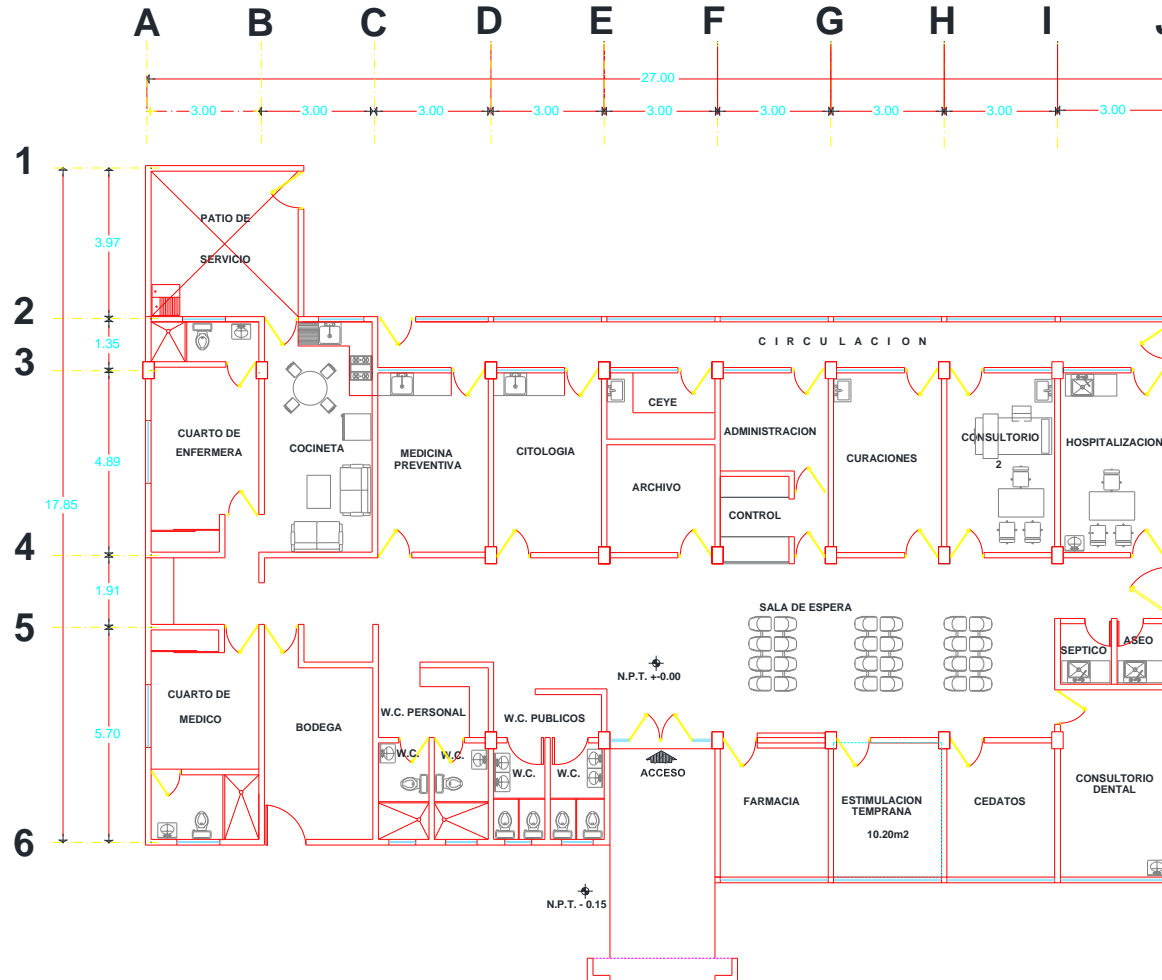 A B C D E F G H I J
27.00
3.00 3.00 3.00 3.00 3.00 3.00 3.00 3.00 3.00
1
PATIO DE
SERVICIO
3.97
2
1.35
CIRCULACION
3
CEYE
CUARTO DE
ENFERMERA
COCINETA
MEDICINA
PREVENTIVA
CITOLOGIA
ADMINISTRACION
CURACIONES
CONSULTORIO
2
HOSPITALIZACION
4.89
ARCHIVO
17.85
CONTROL
4
1.91
SALA DE ESPERA
5
SEPTICO
ASEO
N.P.T. +-0.00
CUARTO DE
MEDICO
BODEGA
W.C. PERSONAL
W.C. PUBLICOS
5.70
W.C.
W.C.
W.C.
W.C.
ACCESO
FARMACIA
ESTIMULACION
TEMPRANA
10.20m2
CEDATOS
CONSULTORIO
DENTAL
6
N.P.T. - 0.15